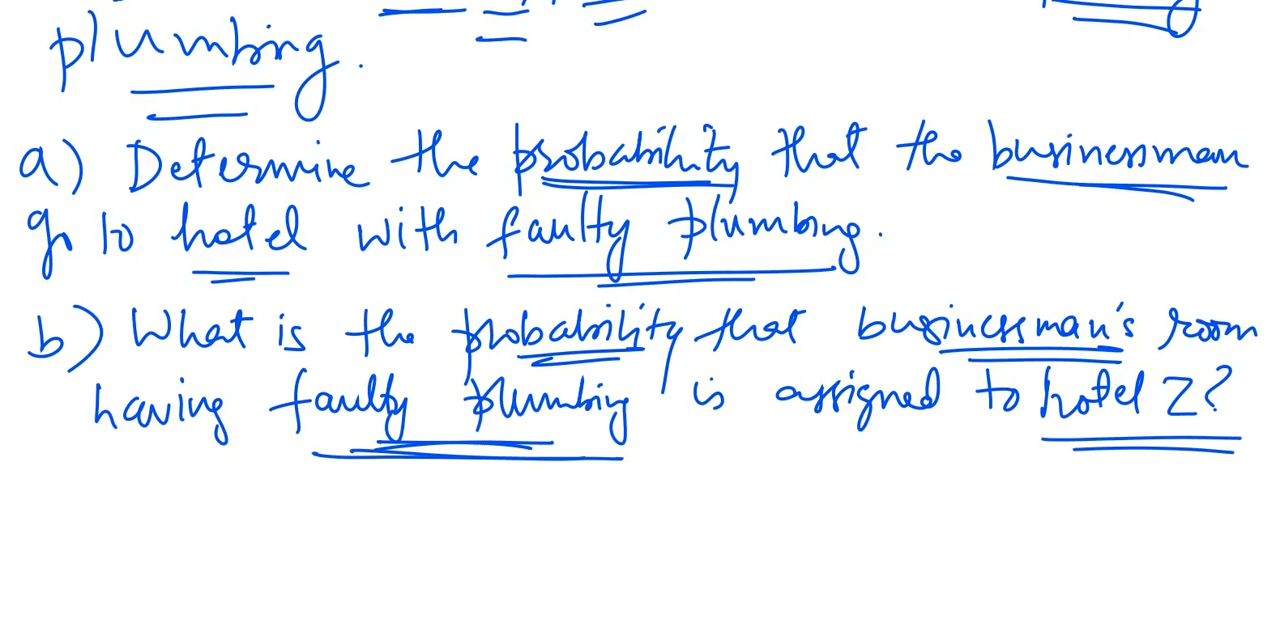 plumbing.
a) Determine the probability that the businessman
go to hotel with faulty plumbing.
b) What is the probability that businessman's room
having faulty plumbing is assigned to hotel Z?